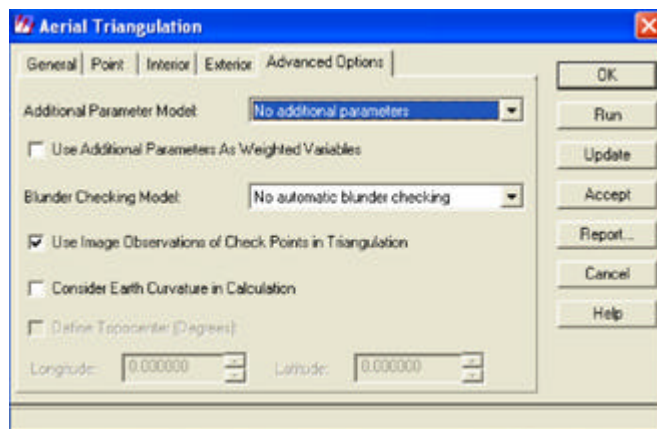 Aerial Triangulation
General Point Interior Exterior Advanced Options
Additional Parameter Model: No additional parameters
Use Additional Parameters As Weighted Variables
Blunder Checking Model: No automatic blunder checking
Use Image Observations of Check Points in Triangulation
Consider Earth Curvature in Calculation
Define Topocenter (Degrees):
Longitude: 0.000000 Latitude: 0.000000
OK
Run
Update
Accept
Report...
Cancel
Help